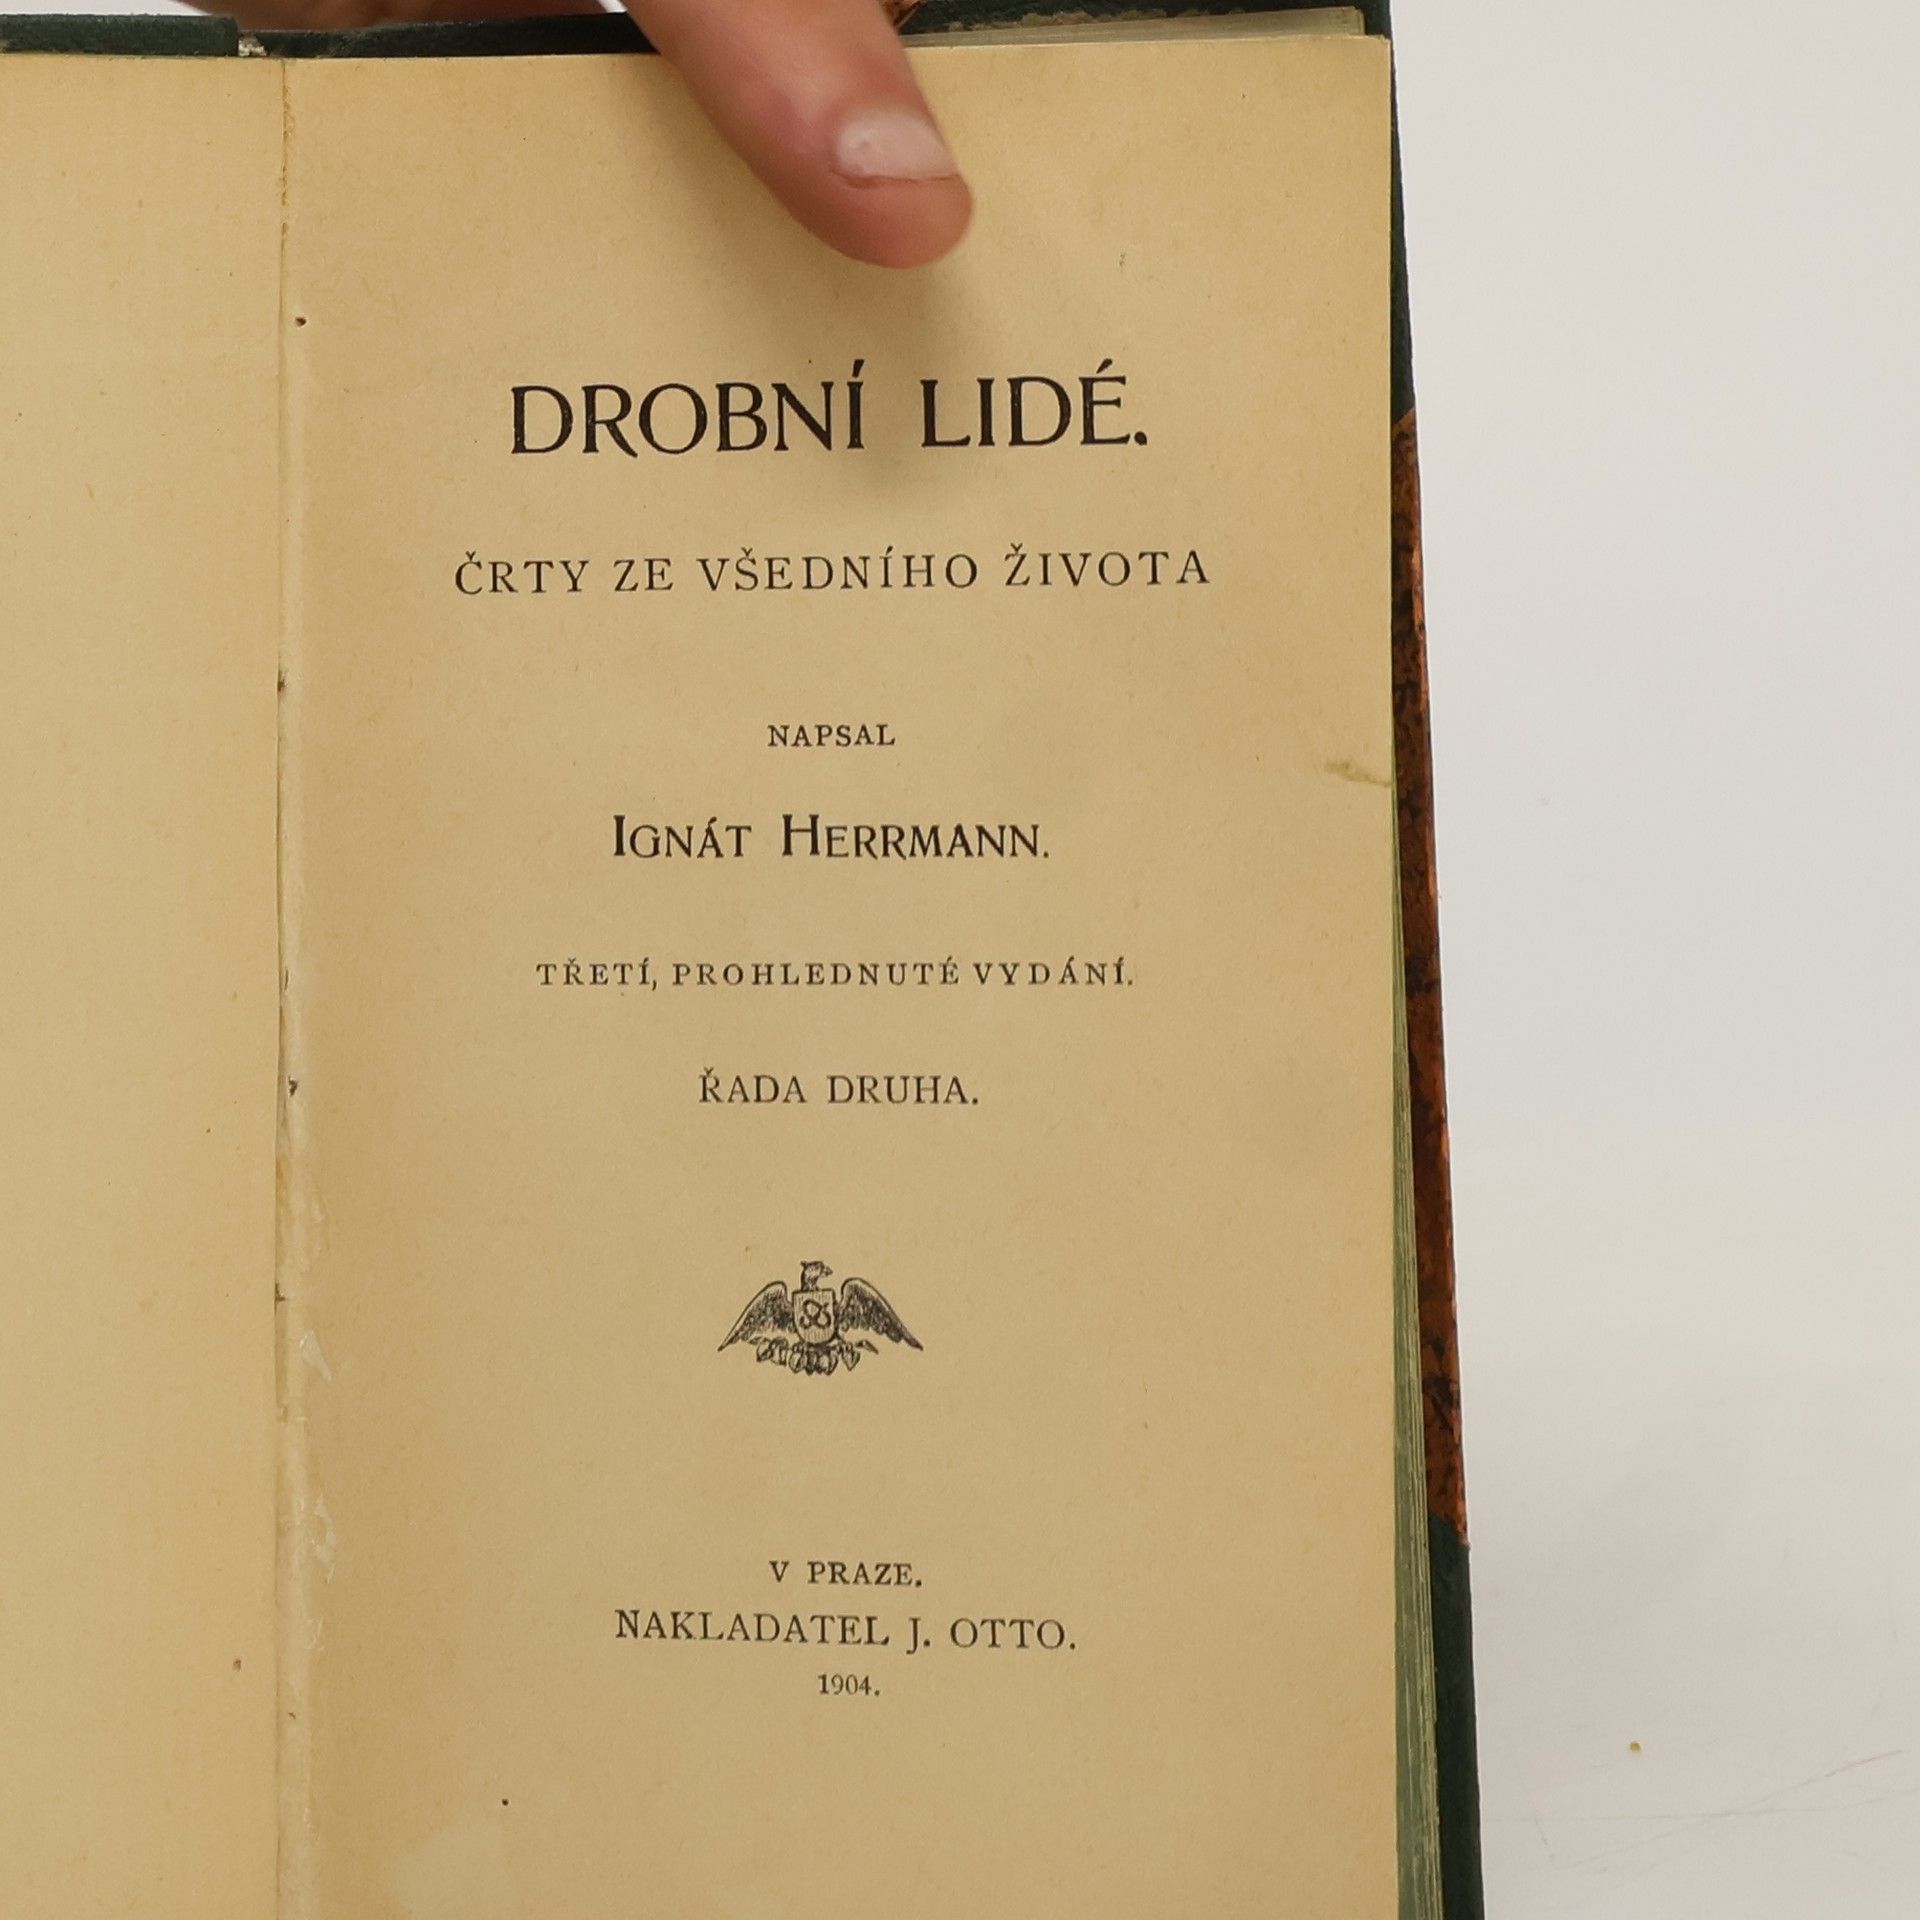 DROBNÍ LIDÉ.
ČRTY ZE VŠEDNÍHO ŽIVOTA
NAPSAL
IGNÁT HERRMANN.
TŘETÍ, PROHLEDNUTÉ VYDÁNÍ.
ŘADA DRUHA.
V PRAZE.
NAKLADATEL J. OTTO.
1904.